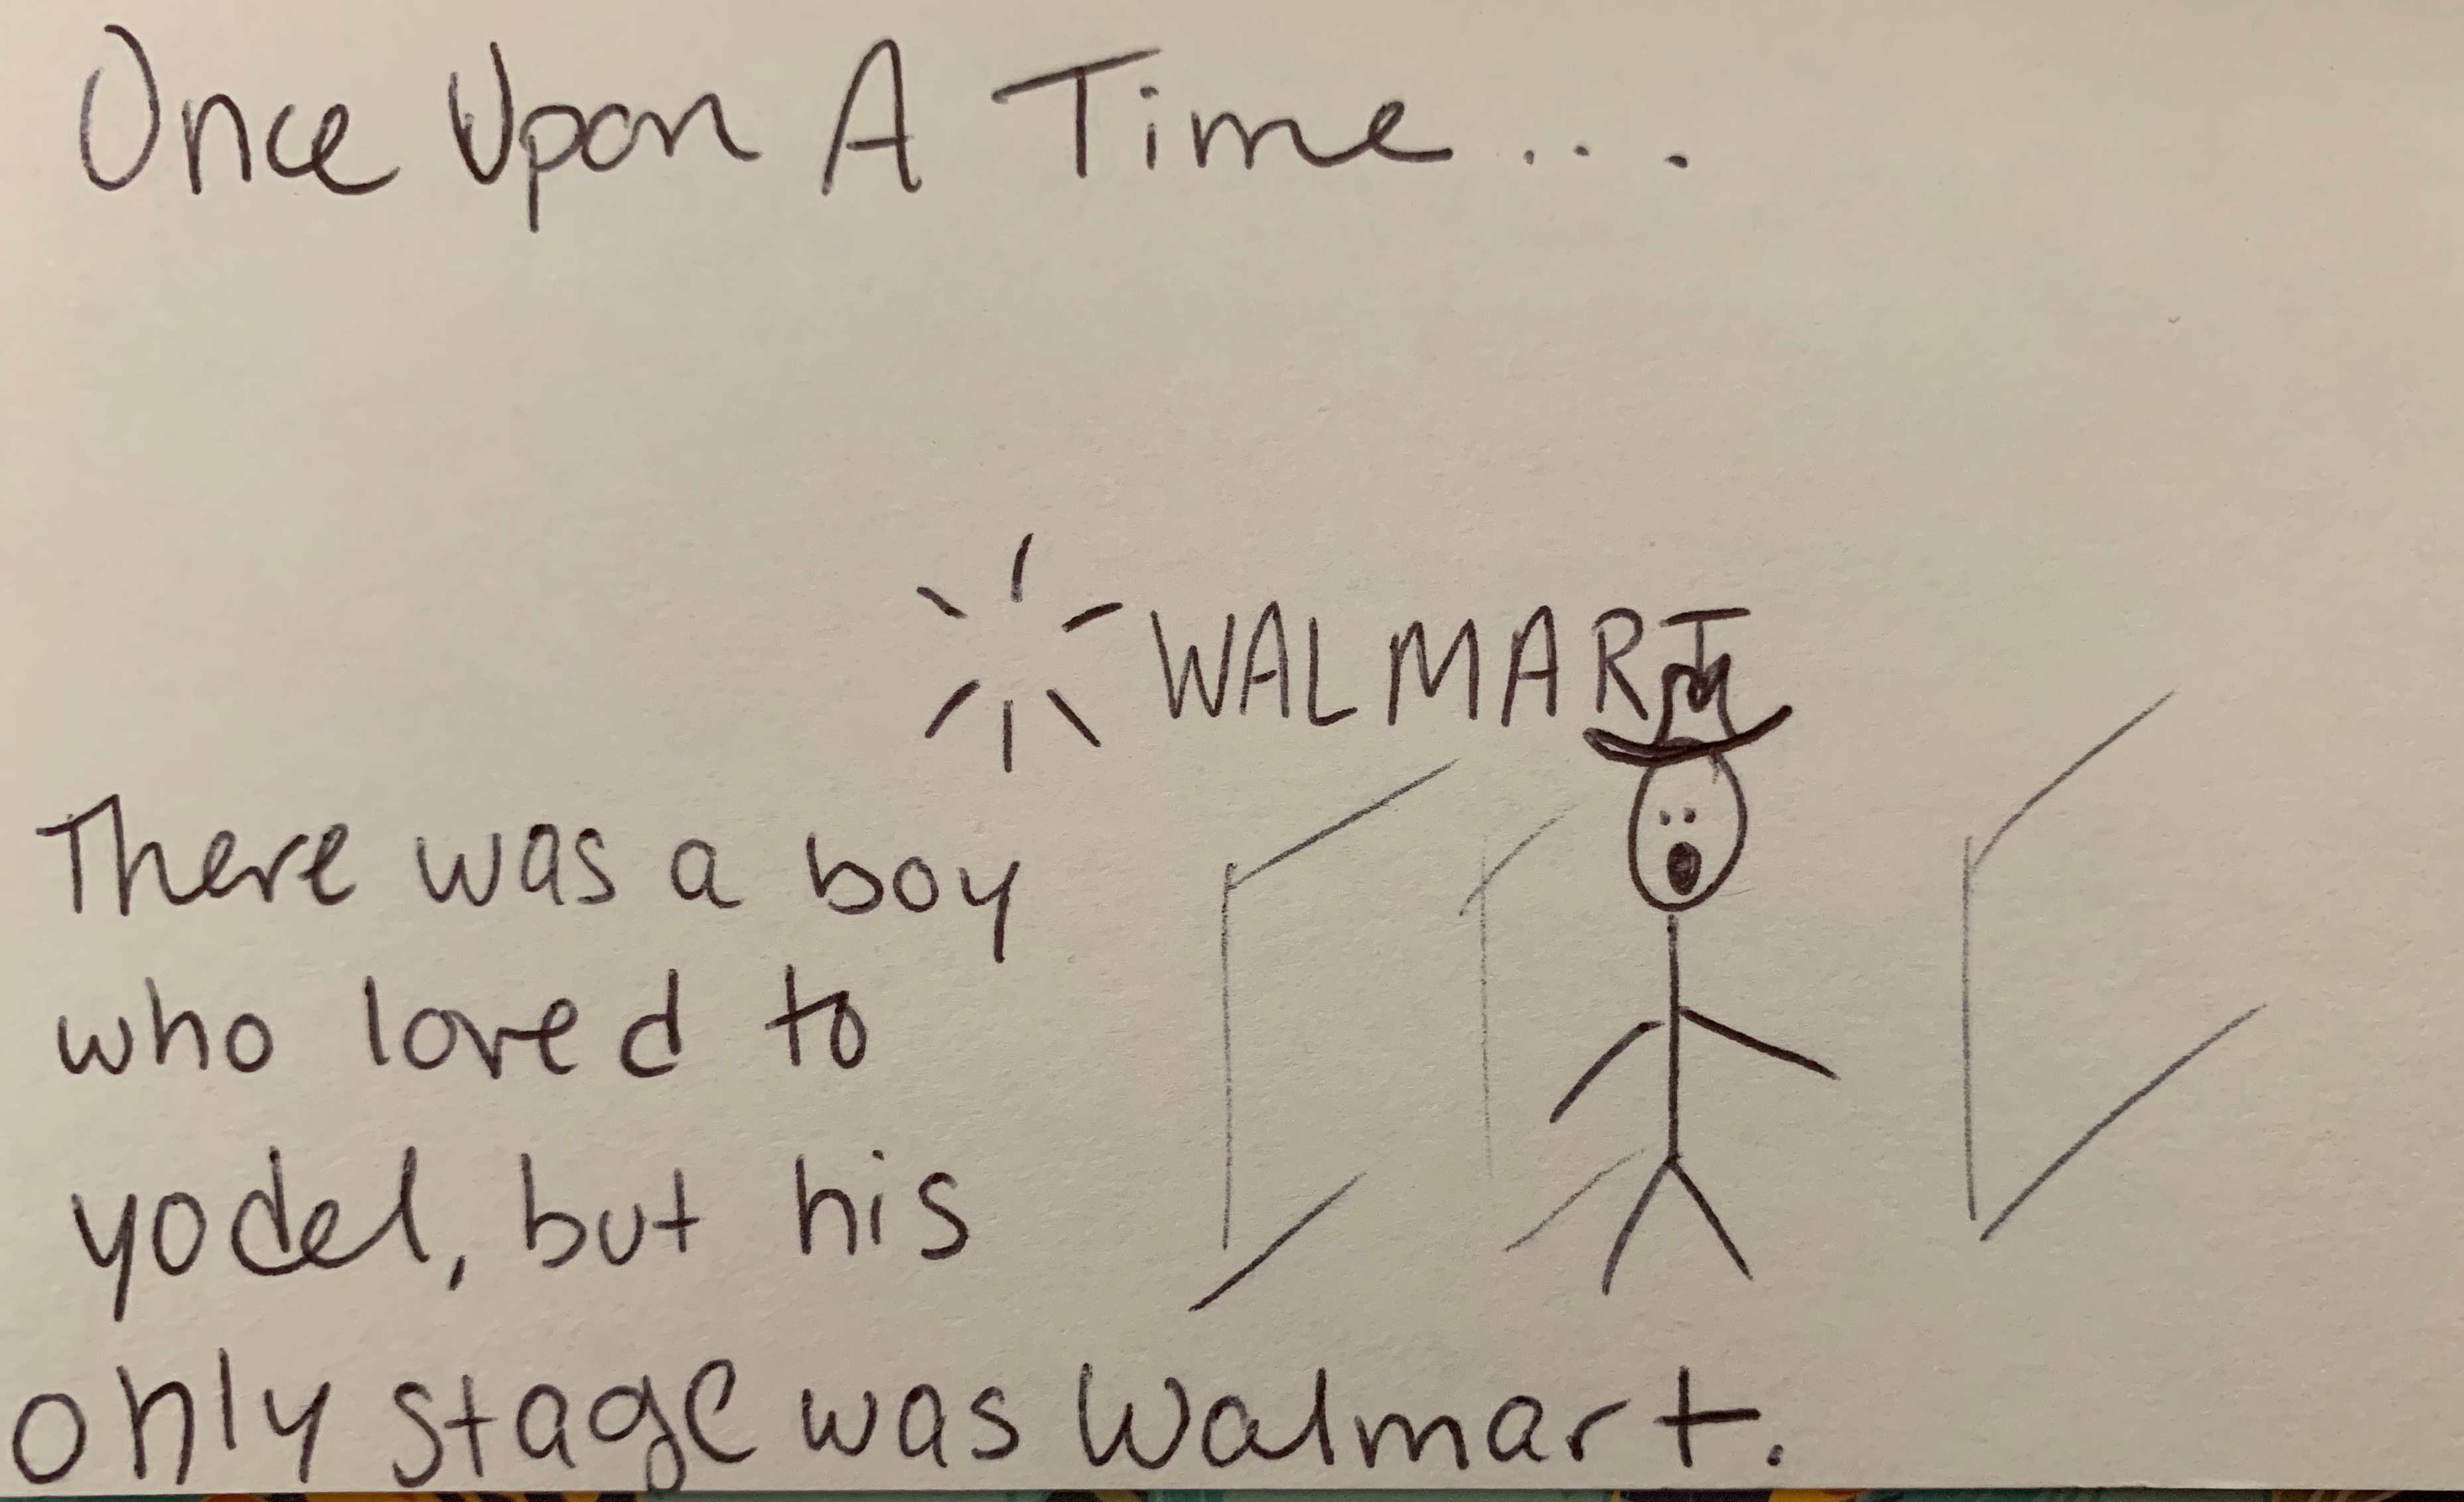 Once Upon A Time...
WALMART
There was a boy
who loved to
yodel, but his
only stage was Walmart.